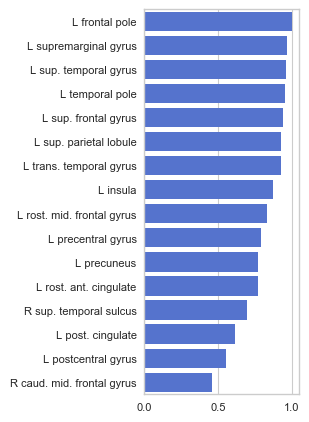 L frontal pole
L supremarginal gyrus
L sup. temporal gyrus
L temporal pole
L sup. frontal gyrus
L sup. parietal lobule
L trans. temporal gyrus
L insula
L rost. mid. frontal gyrus
L precentral gyrus
L precuneus
L rost. ant. cingulate
R sup. temporal sulcus
L post. cingulate
L postcentral gyrus
R caud. mid. frontal gyrus
0.0 0.5 1.0